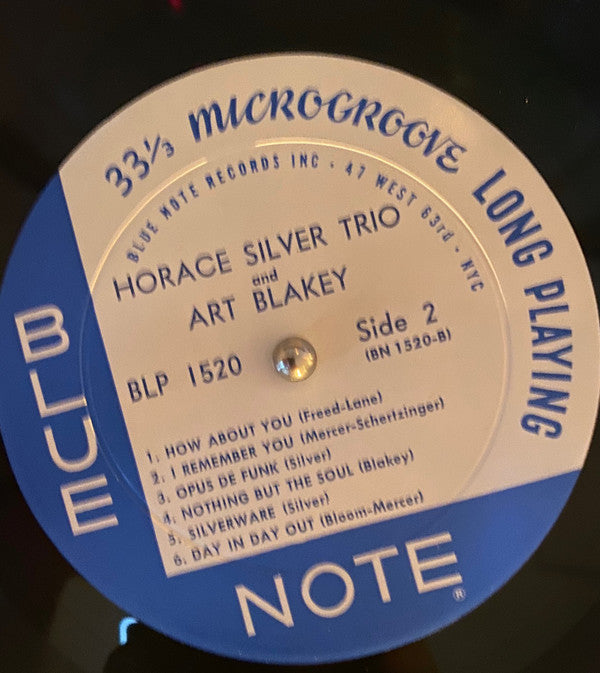 33⅓ MICROGROOVE LONG PLAYING
BLUE NOTE RECORDS INC · 47 WEST 63rd · NYC
HORACE SILVER TRIO
and
ART BLAKEY
BLP 1520
Side 2
(BN 1520-B)
1. HOW ABOUT YOU (Freed-Lane)
2. I REMEMBER YOU (Mercer-Schertzinger)
3. OPUS DE FUNK (Silver)
4. NOTHING BUT THE SOUL (Blakey)
5. SILVERWARE (Silver)
6. DAY IN DAY OUT (Bloom-Mercer)
BLUE
NOTE®